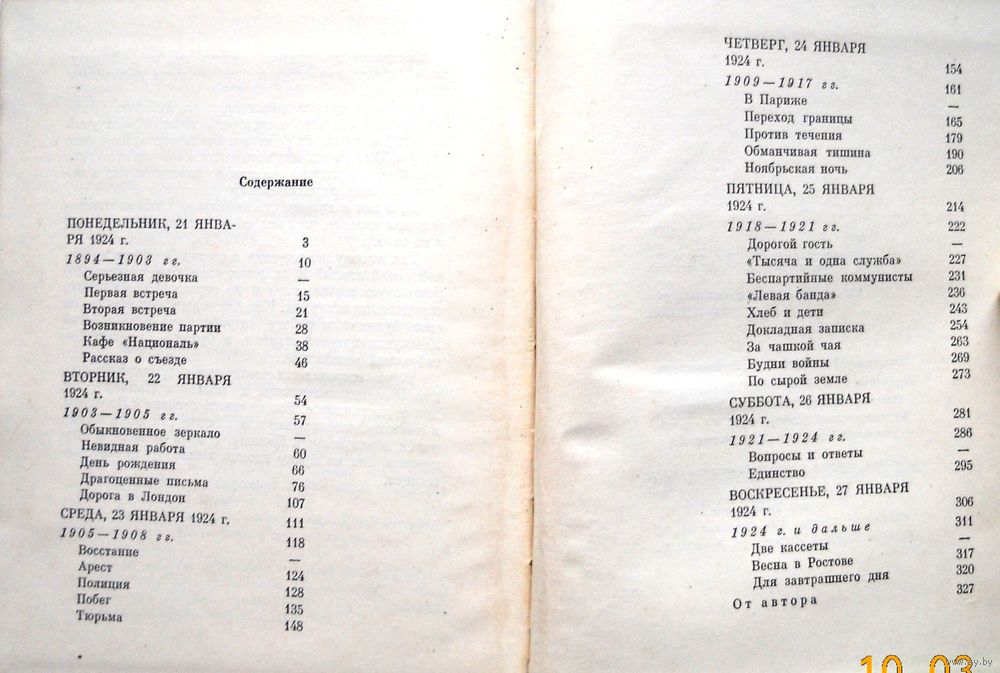 Содержание
ПОНЕДЕЛЬНИК, 21 ЯНВА-
РЯ 1924 г. 3
1894—1903 гг. 10
Серьезная девочка —
Первая встреча 15
Вторая встреча 21
Возникновение партии 28
Кафе «Националь» 38
Рассказ о съезде 46
ВТОРНИК, 22 ЯНВАРЯ
1924 г. 54
1903—1905 гг. 57
Обыкновенное зеркало —
Невидная работа 60
День рождения 66
Драгоценные письма 76
Дорога в Лондон 107
СРЕДА, 23 ЯНВАРЯ 1924 г. 111
1905—1908 гг. 118
Восстание —
Арест 124
Полиция 128
Побег 135
Тюрьма 148
ЧЕТВЕРГ, 24 ЯНВАРЯ
1924 г. 154
1909—1917 гг. 161
В Париже —
Переход границы 165
Против течения 179
Обманчивая тишина 190
Ноябрьская ночь 206
ПЯТНИЦА, 25 ЯНВАРЯ
1924 г. 214
1918—1921 гг. 222
Дорогой гость —
«Тысяча и одна служба» 227
Беспартийные коммунисты 231
«Левая банда» 236
Хлеб и дети 243
Докладная записка 254
За чашкой чая 263
Будни войны 269
По сырой земле 273
СУББОТА, 26 ЯНВАРЯ
1924 г. 281
1921—1924 гг. 286
Вопросы и ответы —
Единство 295
ВОСКРЕСЕНЬЕ, 27 ЯНВАРЯ
1924 г. 306
1924 г. и дальше 311
Две кассеты —
Весна в Ростове 317
Для завтрашнего дня 320
От автора 327
10 03